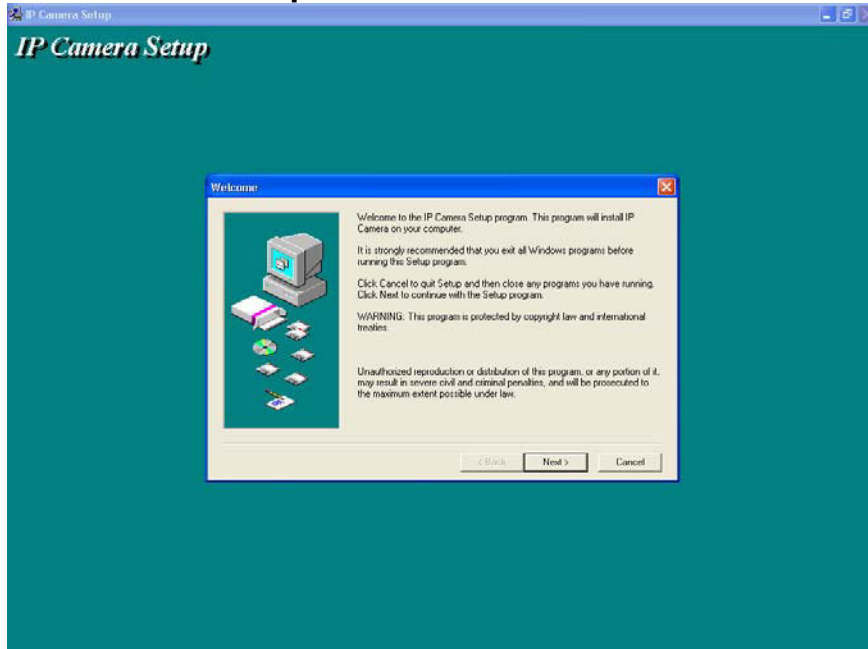 IP Camera Setup
IP Camera Setup
Welcome
Welcome to the IP Camera Setup program. This program will install IP
Camera on your computer.
It is strongly recommended that you exit all Windows programs before
running this Setup program.
Click Cancel to quit Setup and then close any programs you have running.
Click Next to continue with the Setup program.
WARNING: This program is protected by copyright law and international
treaties.
Unauthorized reproduction or distribution of this program, or any portion of it,
may result in severe civil and criminal penalties, and will be prosecuted to
the maximum extent possible under law.
< Back
Next >
Cancel